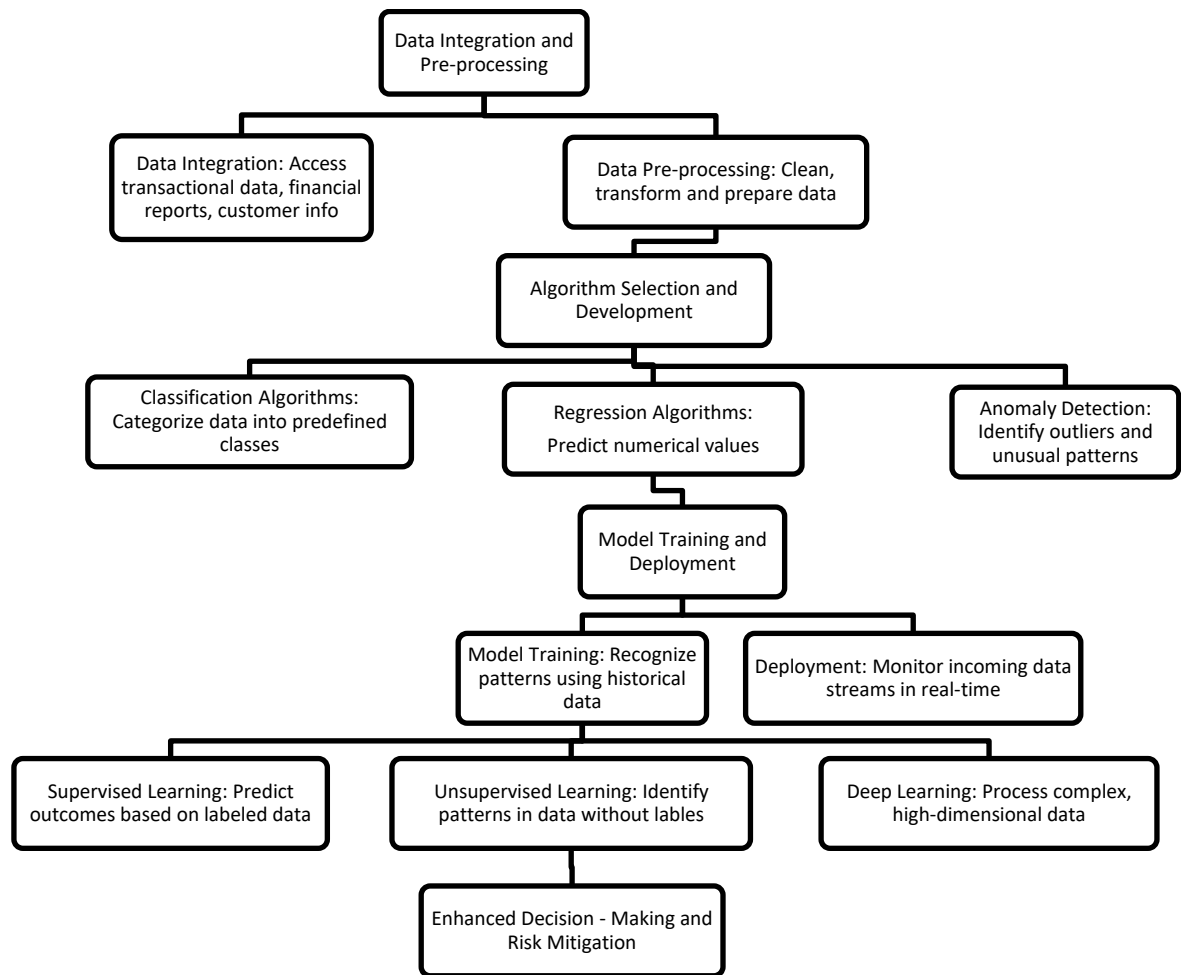 Data Integration and
Pre-processing
Data Integration: Access
transactional data, financial
reports, customer info
Data Pre-processing: Clean,
transform and prepare data
Algorithm Selection and
Development
Classification Algorithms:
Categorize data into predefined
classes
Regression Algorithms:
Predict numerical values
Anomaly Detection:
Identify outliers and
unusual patterns
Model Training and
Deployment
Model Training: Recognize
patterns using historical
data
Deployment: Monitor incoming data
streams in real-time
Supervised Learning: Predict
outcomes based on labeled data
Unsupervised Learning: Identify
patterns in data without lables
Deep Learning: Process complex,
high-dimensional data
Enhanced Decision - Making and
Risk Mitigation